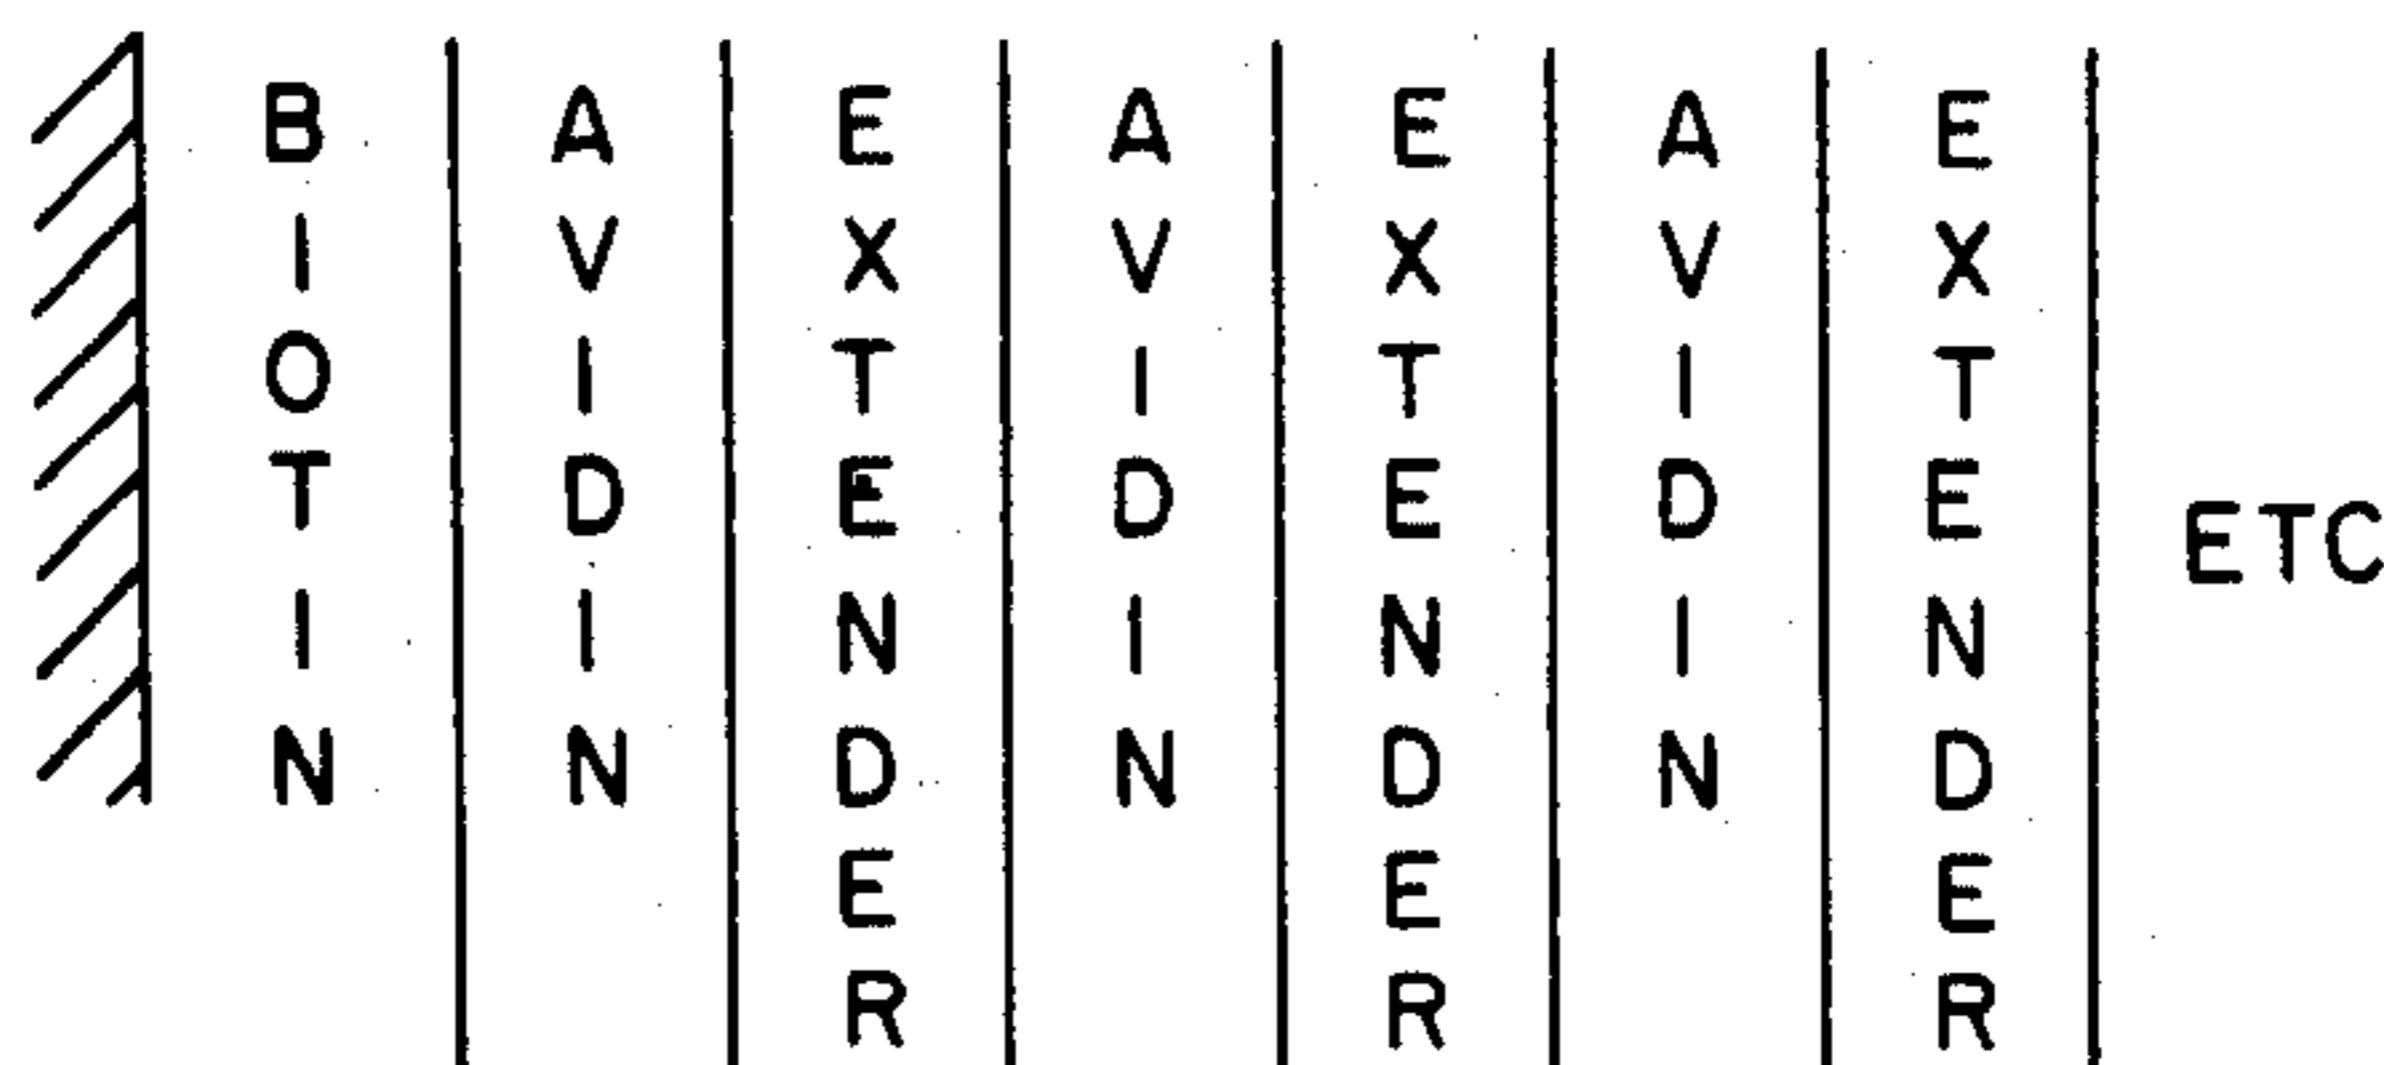 BIOTIN
AVIDIN
EXTENDER
AVIDIN
EXTENDER
AVIDIN
EXTENDER
ETC